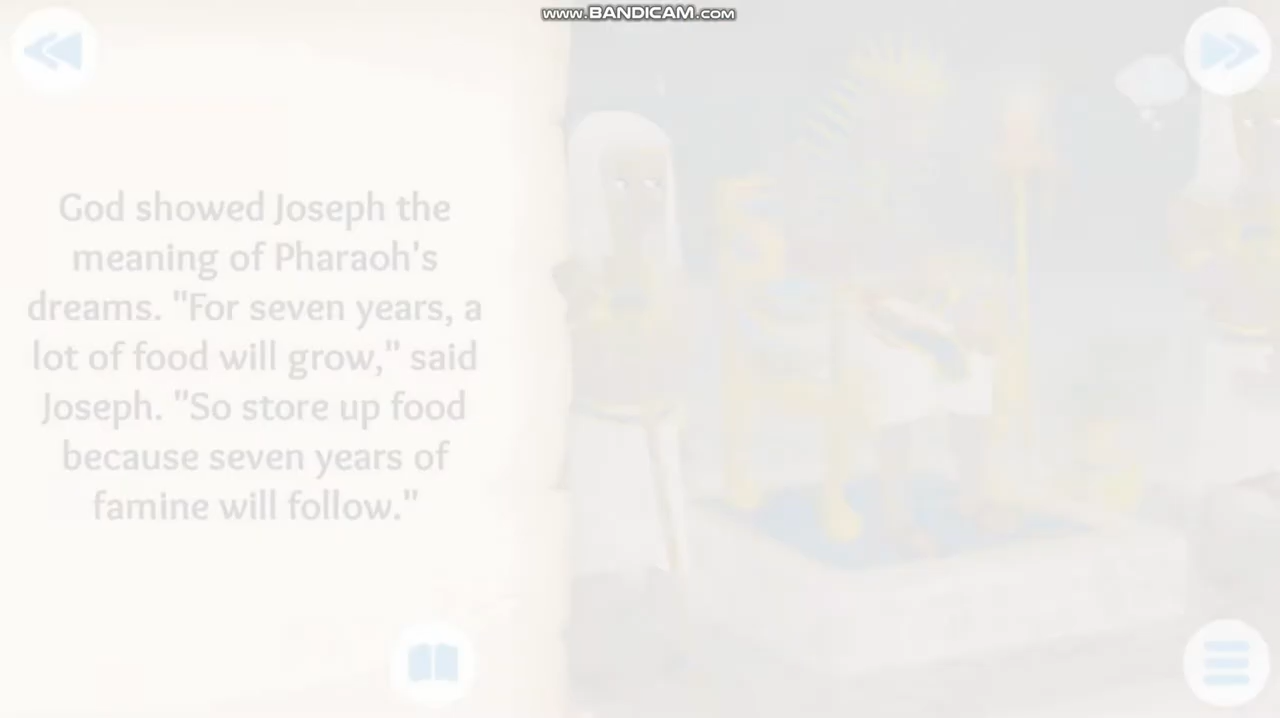 www.BANDICAM.com
God showed Joseph the
meaning of Pharaoh's
dreams. "For seven years, a
lot of food will grow," said
Joseph. "So store up food
because seven years of
famine will follow."